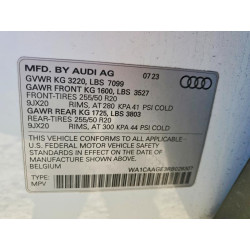 MFD. BY AUDI AG 07 23
GVWR KG 3220, LBS 7099
GAWR FRONT KG 1600, LBS 3527
FRONT-TIRES 255/50 R20
9JX20 RIMS, AT 280 KPA 41 PSI COLD
GAWR REAR KG 1725, LBS 3803
REAR-TIRES 255/50 R20
9JX20 RIMS, AT 300 KPA 44 PSI COLD
THIS VEHICLE CONFORMS TO ALL APPLICABLE
U.S. FEDERAL MOTOR VEHICLE SAFETY
STANDARDS IN EFFECT ON THE DATE OF
MANUFACTURE SHOWN ABOVE
BELGIUM
TYPE:
MPV